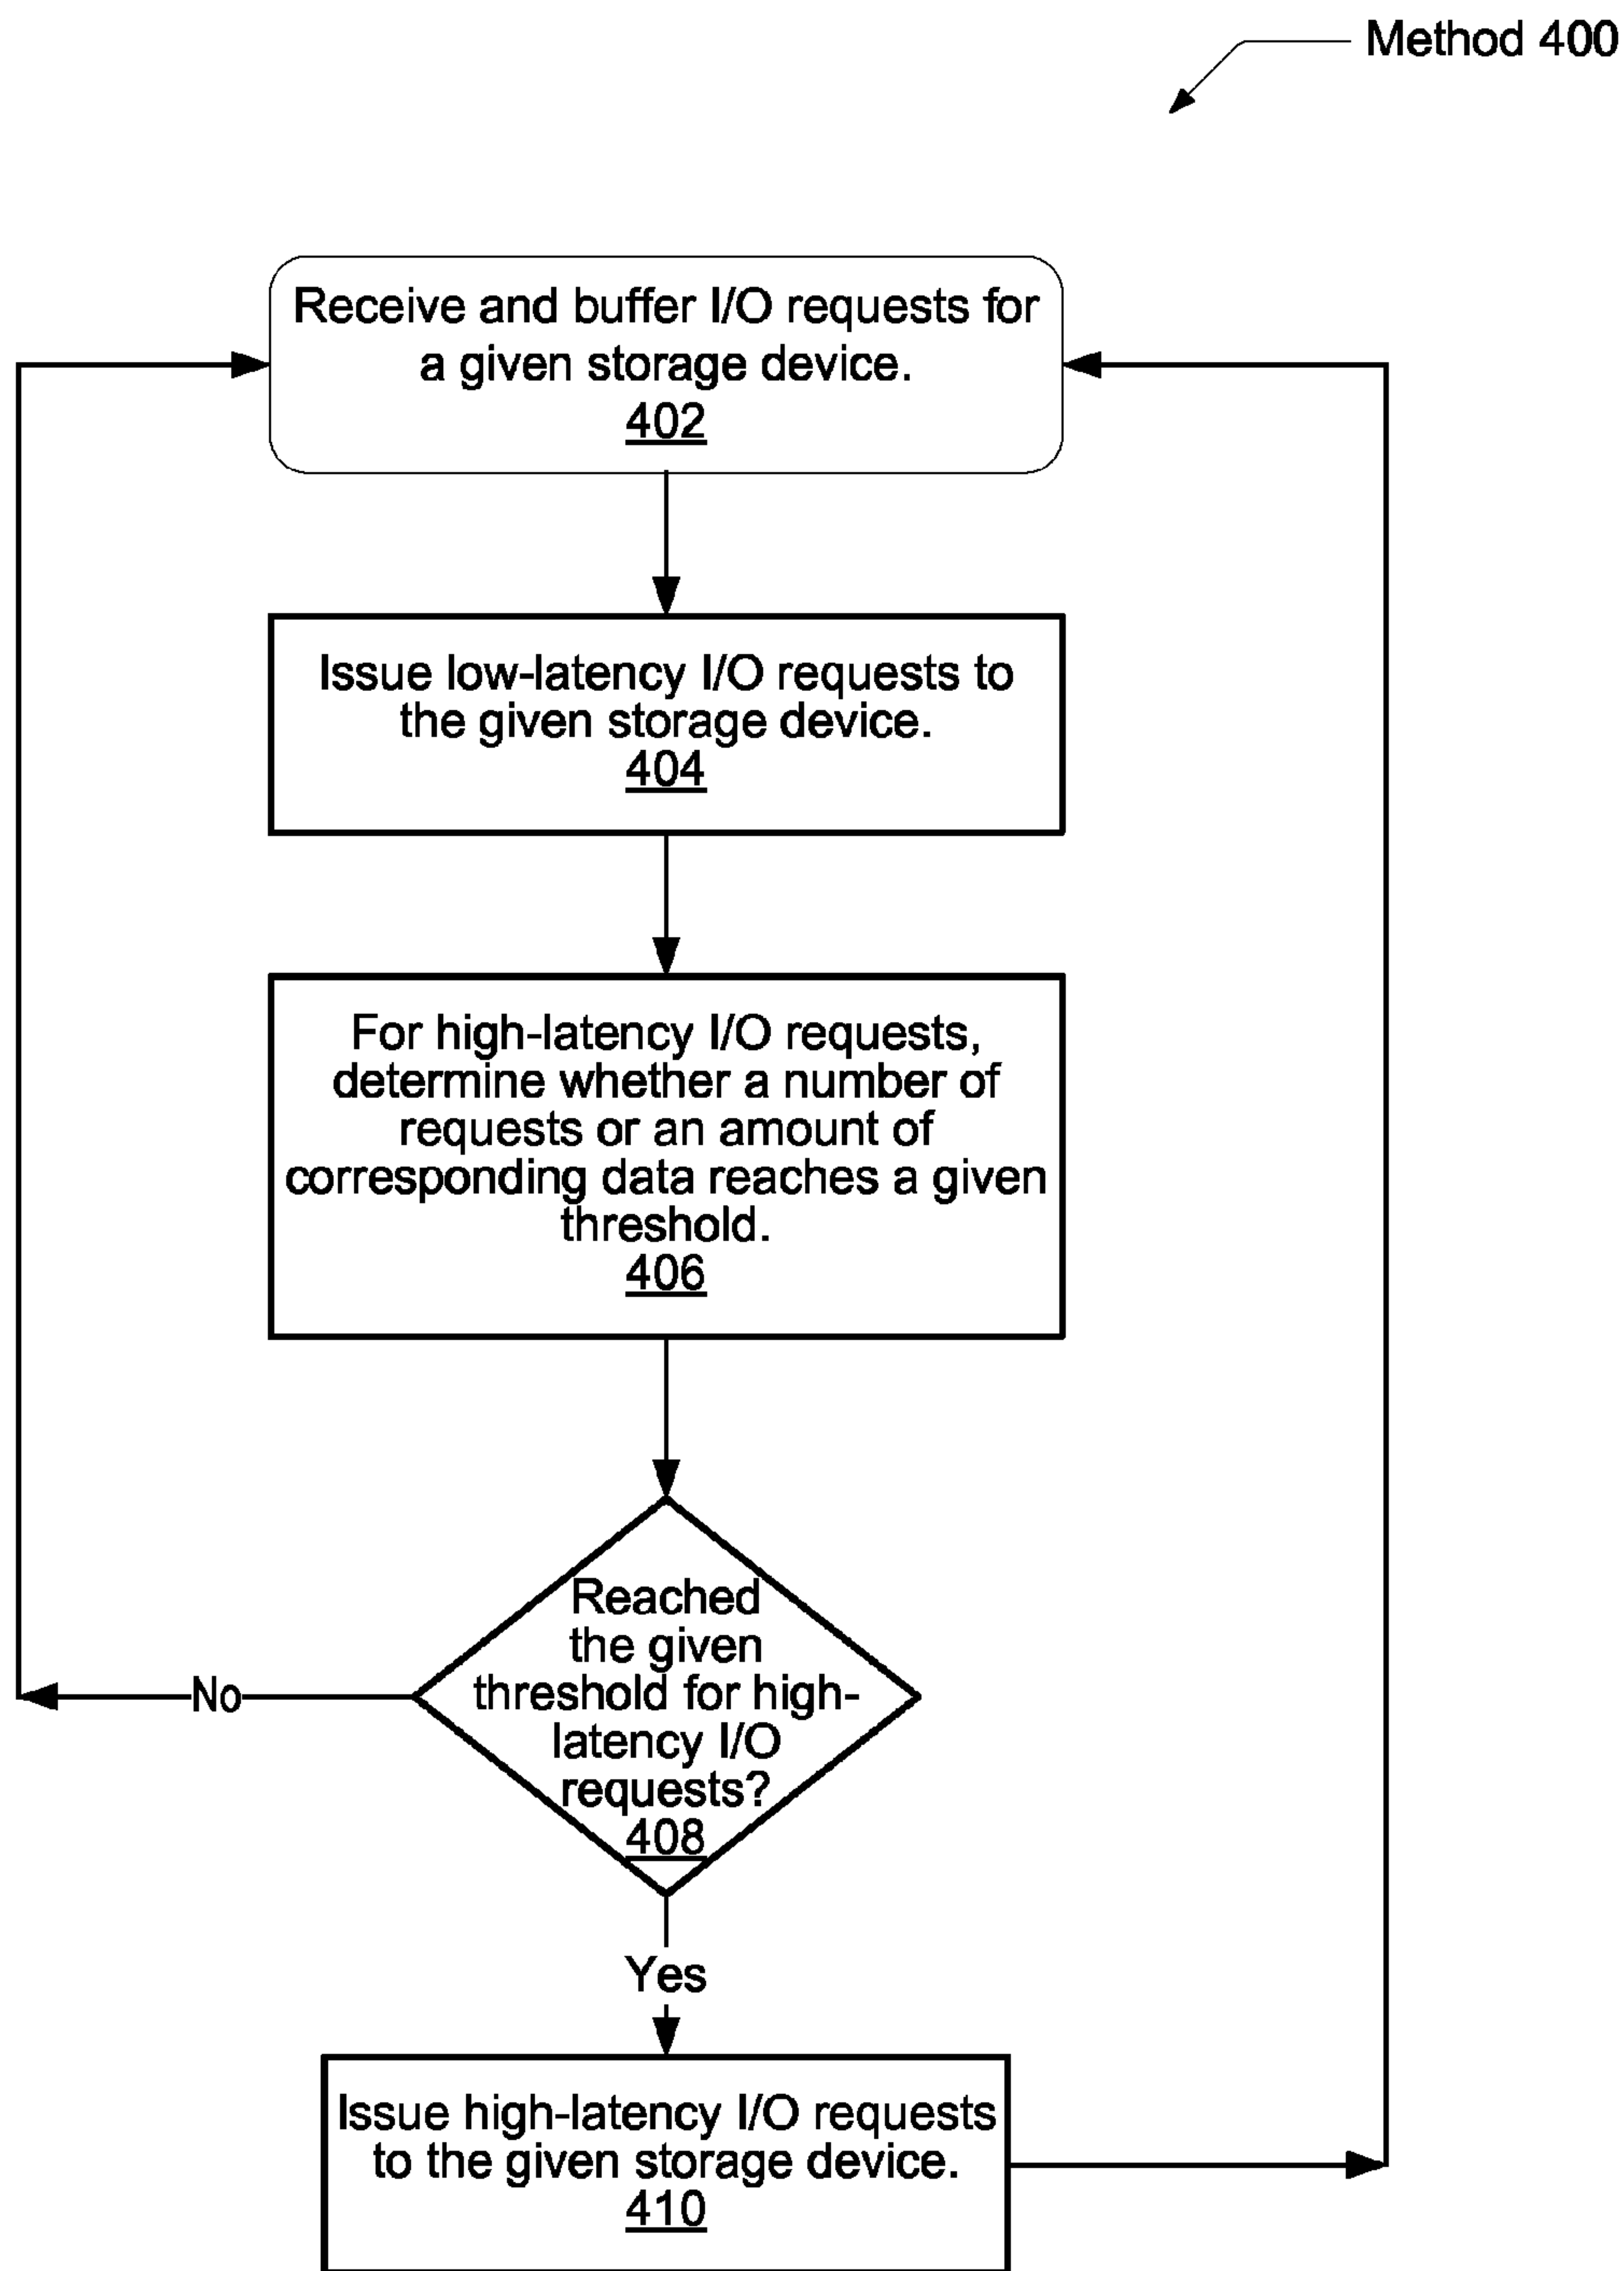 Method 400
Receive and buffer I/O requests for
a given storage device.
402
Issue low-latency I/O requests to
the given storage device.
404
For high-latency I/O requests,
determine whether a number of
requests or an amount of
corresponding data reaches a given
threshold.
406
Reached
the given
threshold for high-
latency I/O
requests?
408
No
Yes
Issue high-latency I/O requests
to the given storage device.
410